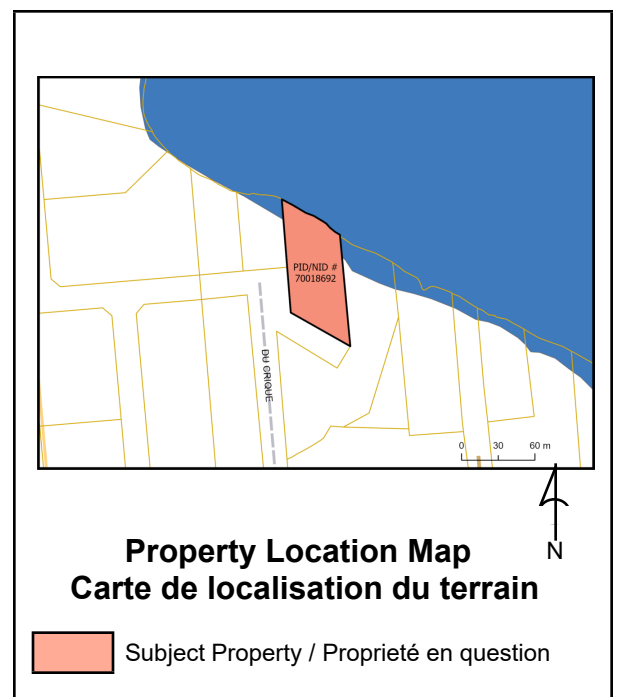 PID/NID #
70018692
DU CRIQUE
0 30 60 m
N
Property Location Map
Carte de localisation du terrain
Subject Property / Proprieté en question